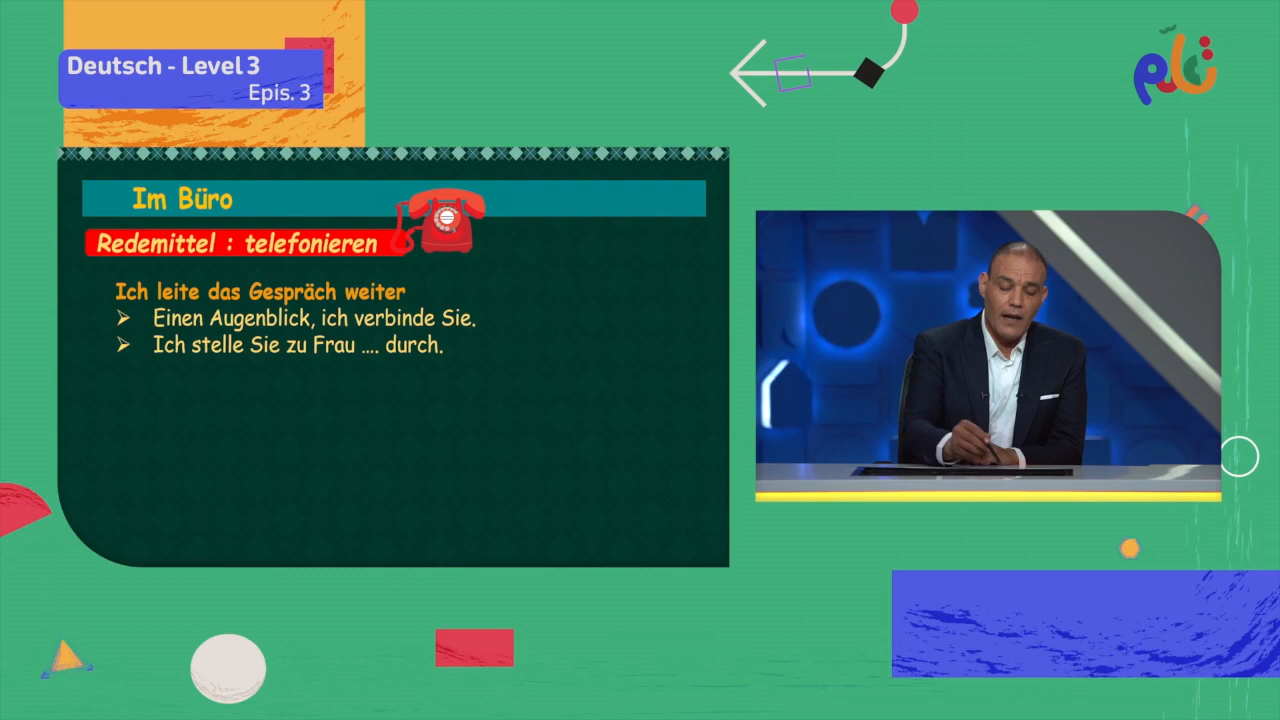 Deutsch - Level 3
Epis. 3
Im Büro
Redemittel : telefonieren
Ich leite das Gespräch weiter
➢ Einen Augenblick, ich verbinde Sie.
➢ Ich stelle Sie zu Frau .... durch.